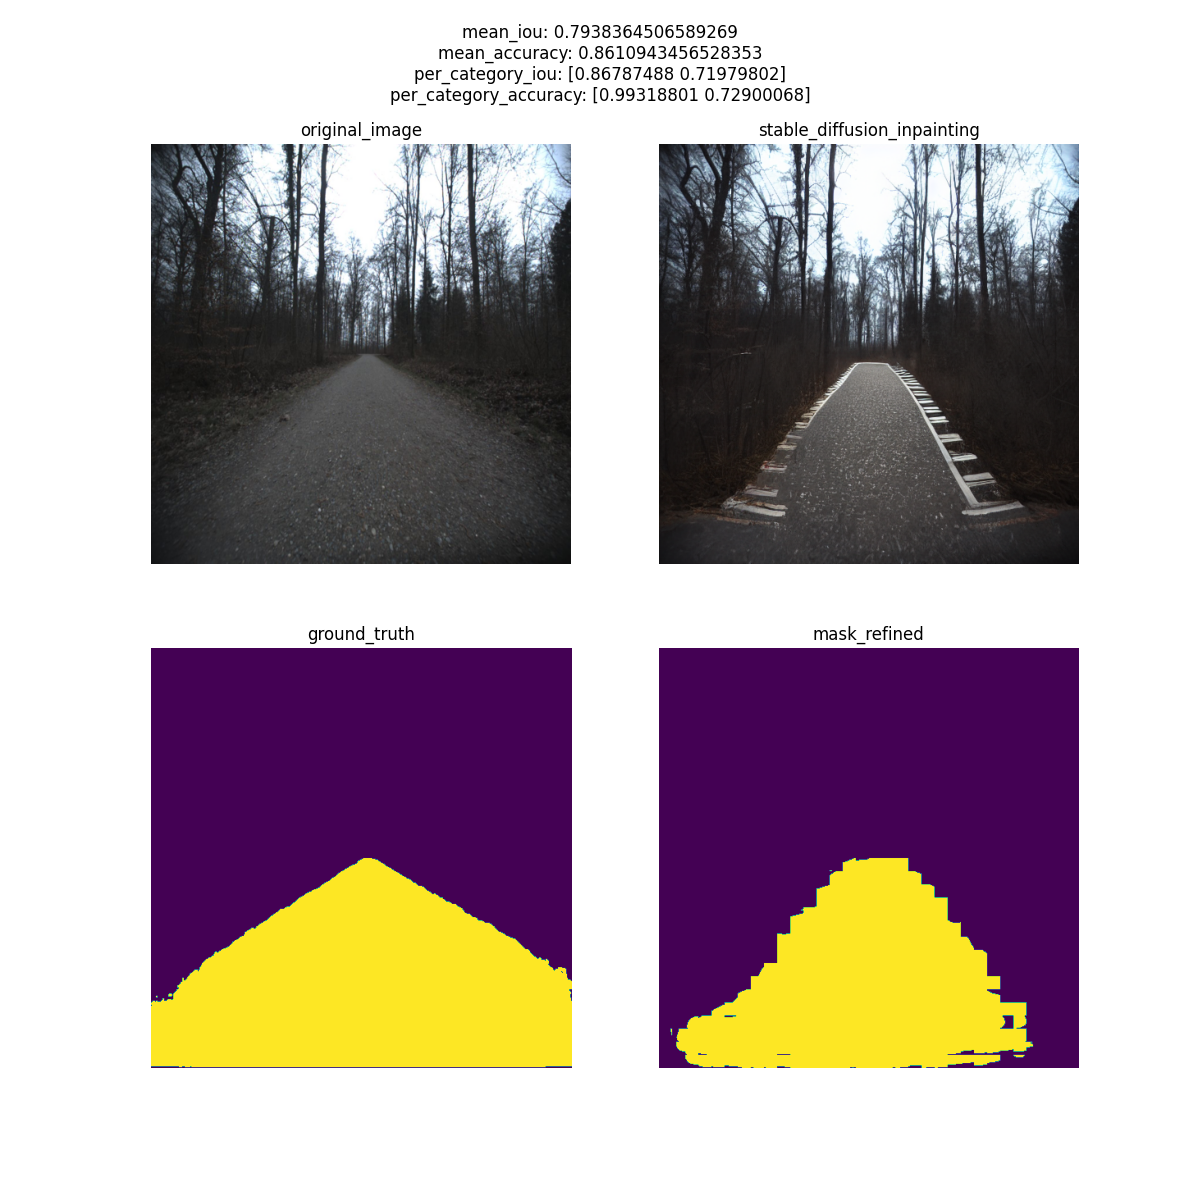 mean_iou: 0.7938364506589269
mean_accuracy: 0.8610943456528353
per_category_iou: [0.86787488 0.71979802]
per_category_accuracy: [0.99318801 0.72900068]
original_image
stable_diffusion_inpainting
ground_truth
mask_refined